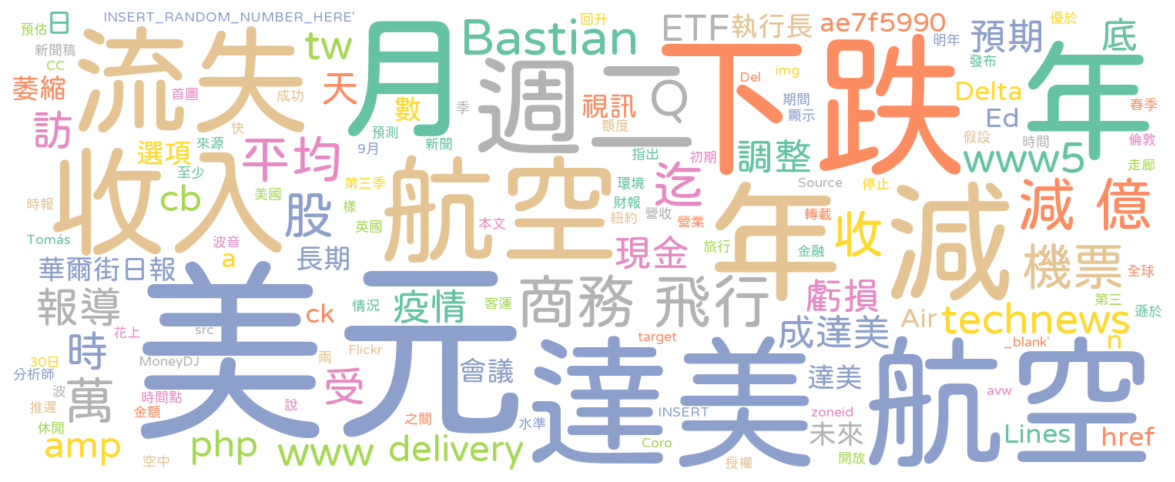 預估 日 INSERT_RANDOM_NUMBER_HERE' 回升 ETF 執行長 ae7f5990 明年 優於
新聞稿 流失 tw 月 Bastian 週一 下跌 預期 底 年
cc 萎縮 首圖 成功 天 數 季 視訊 Q Del img 期間 發布 Delta
訪 快 預測 新聞 額度 顯示 Ed 春季
選項 來源 9月 指出 調整 假設 時間 倫敦
收入 至少 平均 航空 環境 初期 迄 www5 走廊
cb 美國 第三季 財報 Source 停止 年 減 減 億
時報 股 樣 本文 紐約 營收 營業 轉載 收
Tomás 波音 a 英國 現金 旅行 金融 機票 全球
華爾街日報 長期
報導 美元 情況 疫情 客運 商務 飛行 虧損 第三
花上 src ck 成達美 Air technews 遜於
時 MoneyDJ 兩 Flickr target _blank' n
30日 分析師 會議 達美航空 達美 avw
波 萬 時間點 受 INSERT zoneid
推遲 金額 說 之間 水準 未來 Lines href
休閒 amp php www delivery Coro 開放
空中 授權